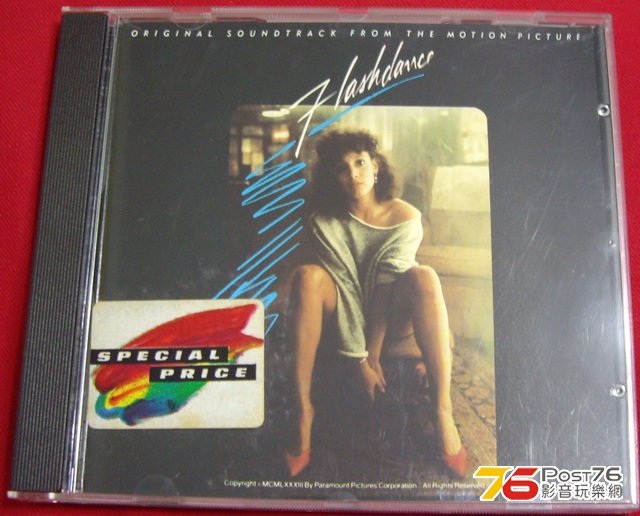 ORIGINAL SOUNDTRACK FROM THE MOTION PICTURE
Flashdance
SPECIAL
PRICE
Copyright © MCMLXXXIII By Paramount Pictures Corporation. All Rights Reserved.
76 Post76
影音玩樂網